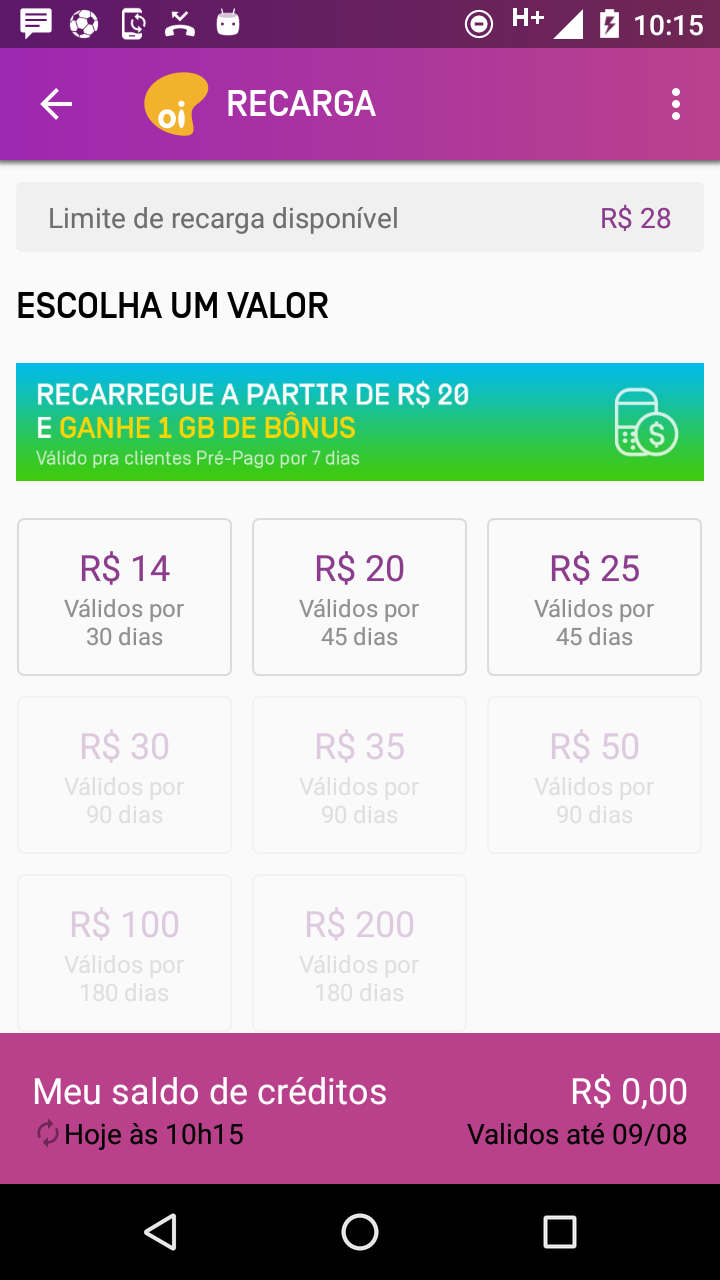 H+ 10:15
oi RECARGA
Limite de recarga disponível R$ 28
ESCOLHA UM VALOR
RECARREGUE A PARTIR DE R$ 20
E GANHE 1 GB DE BÔNUS
Válido pra clientes Pré-Pago por 7 dias
$
R$ 14
Válidos por
30 dias
R$ 20
Válidos por
45 dias
R$ 25
Válidos por
45 dias
R$ 30
Válidos por
90 dias
R$ 35
Válidos por
90 dias
R$ 50
Válidos por
90 dias
R$ 100
Válidos por
180 dias
R$ 200
Válidos por
180 dias
Meu saldo de créditos R$ 0,00
Hoje às 10h15 Validos até 09/08